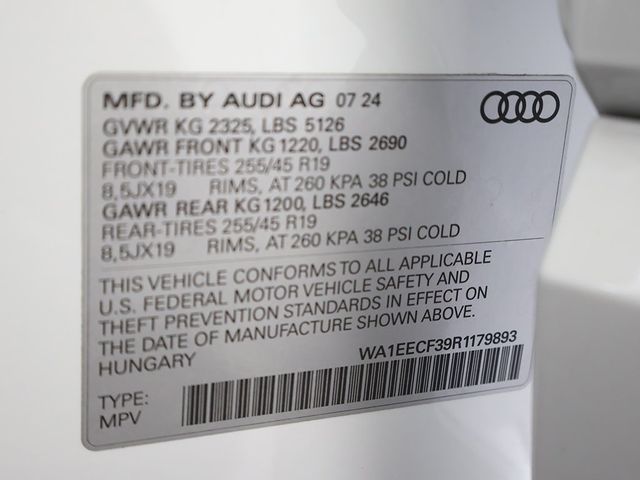 MFD. BY AUDI AG 07 24
GVWR KG 2325, LBS 5126
GAWR FRONT KG 1220, LBS 2690
FRONT-TIRES 255/45 R19
8,5JX19 RIMS, AT 260 KPA 38 PSI COLD
GAWR REAR KG 1200, LBS 2646
REAR-TIRES 255/45 R19
8,5JX19 RIMS, AT 260 KPA 38 PSI COLD
THIS VEHICLE CONFORMS TO ALL APPLICABLE
U.S. FEDERAL MOTOR VEHICLE SAFETY AND
THEFT PREVENTION STANDARDS IN EFFECT ON
THE DATE OF MANUFACTURE SHOWN ABOVE.
HUNGARY WA1EECF39R1179893
TYPE:
MPV